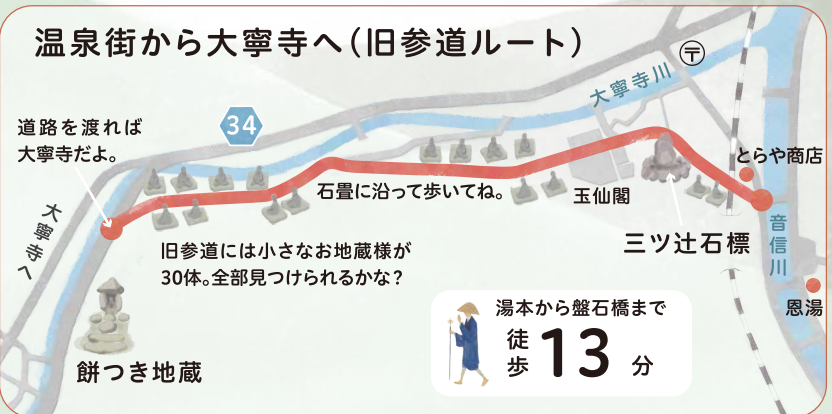 温泉街から大寧寺へ（旧参道ルート）
〒
大寧寺川
34
道路を渡れば
大寧寺だよ。
とらや商店
石畳に沿って歩いてね。
玉仙閣
大寧寺へ
三ツ辻石標
音信川
旧参道には小さなお地蔵様が
30体。全部見つけられるかな？
恩湯
湯本から盤石橋まで
徒歩13分
餅つき地蔵